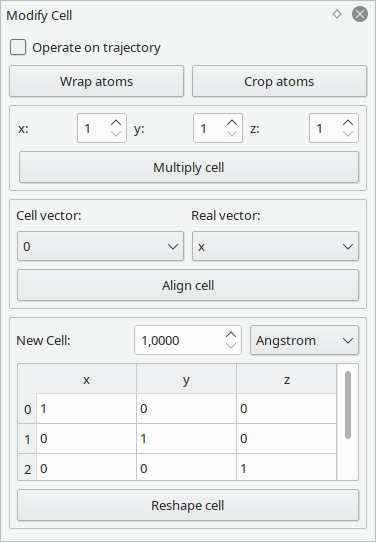 Modify Cell
Operate on trajectory
Wrap atoms Crop atoms
x: 1 y: 1 z: 1
Multiply cell
Cell vector: Real vector:
0 x
Align cell
New Cell: 1,0000 Angstrom
x y z
0 1 0 0
1 0 1 0
2 0 0 1
Reshape cell